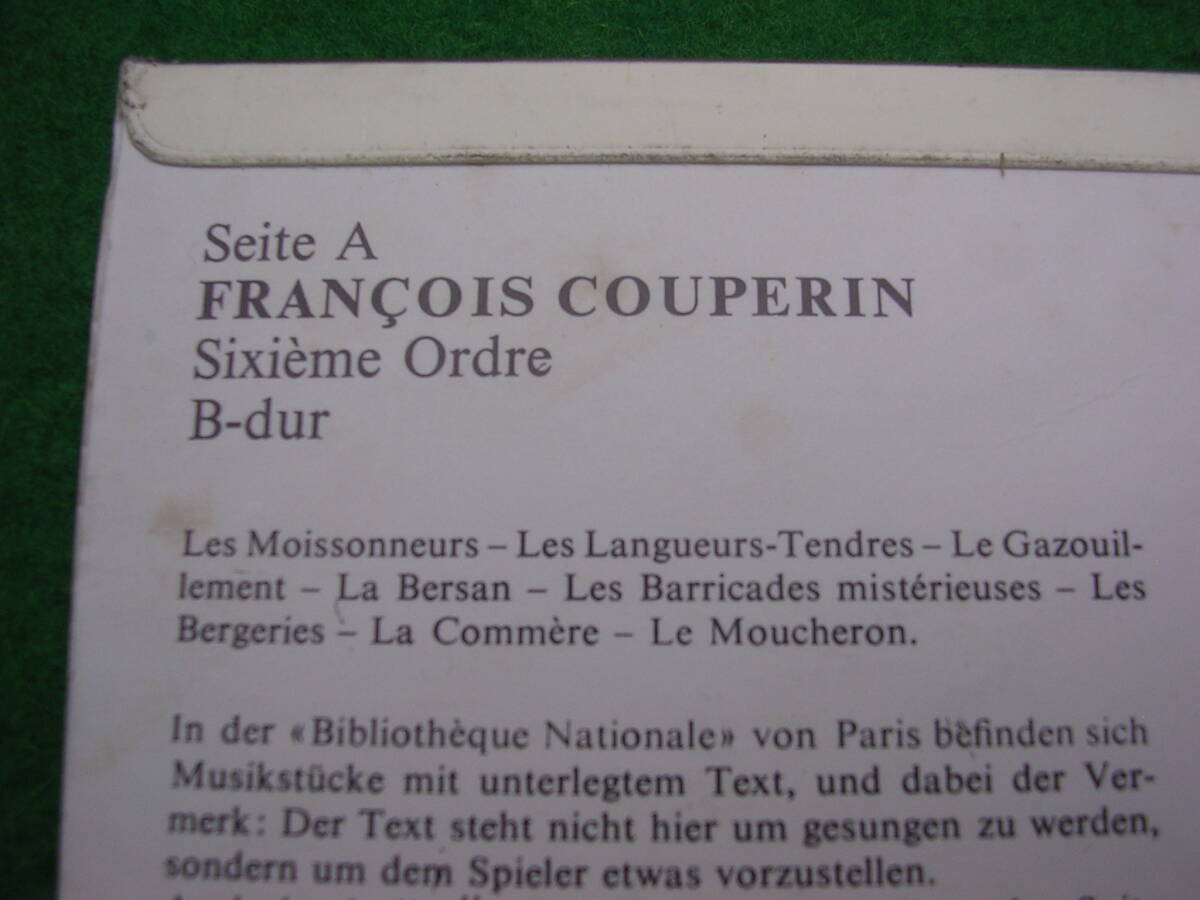 Seite A
FRANÇOIS COUPERIN
Sixième Ordre
B-dur
Les Moissonneurs – Les Langueurs-Tendres – Le Gazouil-
lement – La Bersan – Les Barricades mistérieuses – Les
Bergeries – La Commère – Le Moucheron.
In der «Bibliothèque Nationale» von Paris befinden sich
Musikstücke mit unterlegtem Text, und dabei der Ver-
merk: Der Text steht nicht hier um gesungen zu werden,
sondern um dem Spieler etwas vorzustellen.